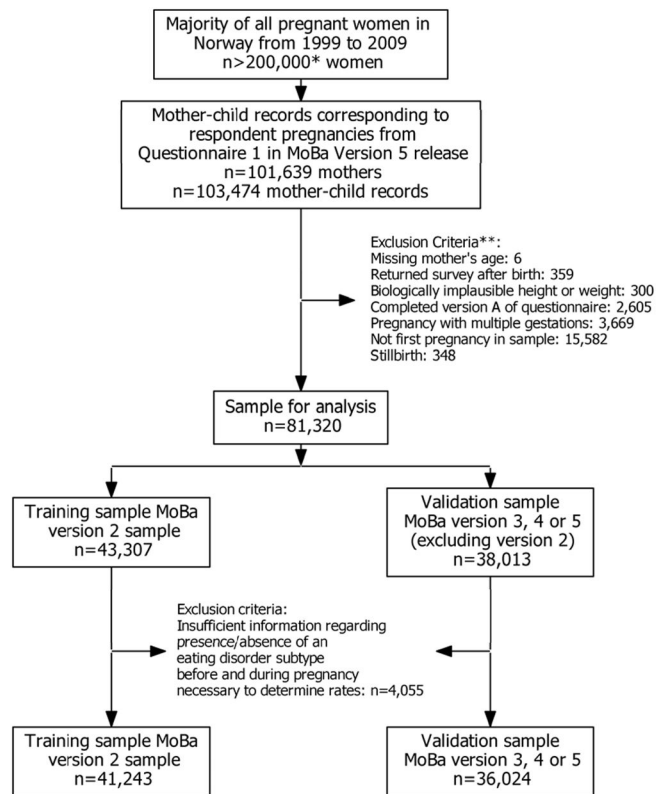 Majority of all pregnant women in
Norway from 1999 to 2009
n>200,000* women
Mother-child records corresponding to
respondent pregnancies from
Questionnaire 1 in MoBa Version 5 release
n=101,639 mothers
n=103,474 mother-child records
Exclusion Criteria**:
Missing mother's age: 6
Returned survey after birth: 359
Biologically implausible height or weight: 300
Completed version A of questionnaire: 2,605
Pregnancy with multiple gestations: 3,669
Not first pregnancy in sample: 15,582
Stillbirth: 348
Sample for analysis
n=81,320
Training sample MoBa
version 2 sample
n=43,307
Validation sample
MoBa version 3, 4 or 5
(excluding version 2)
n=38,013
Exclusion criteria:
Insufficient information regarding
presence/absence of an
eating disorder subtype
before and during pregnancy
necessary to determine rates: n=4,055
Training sample MoBa
version 2 sample
n=41,243
Validation sample
MoBa version 3, 4 or 5
n=36,024